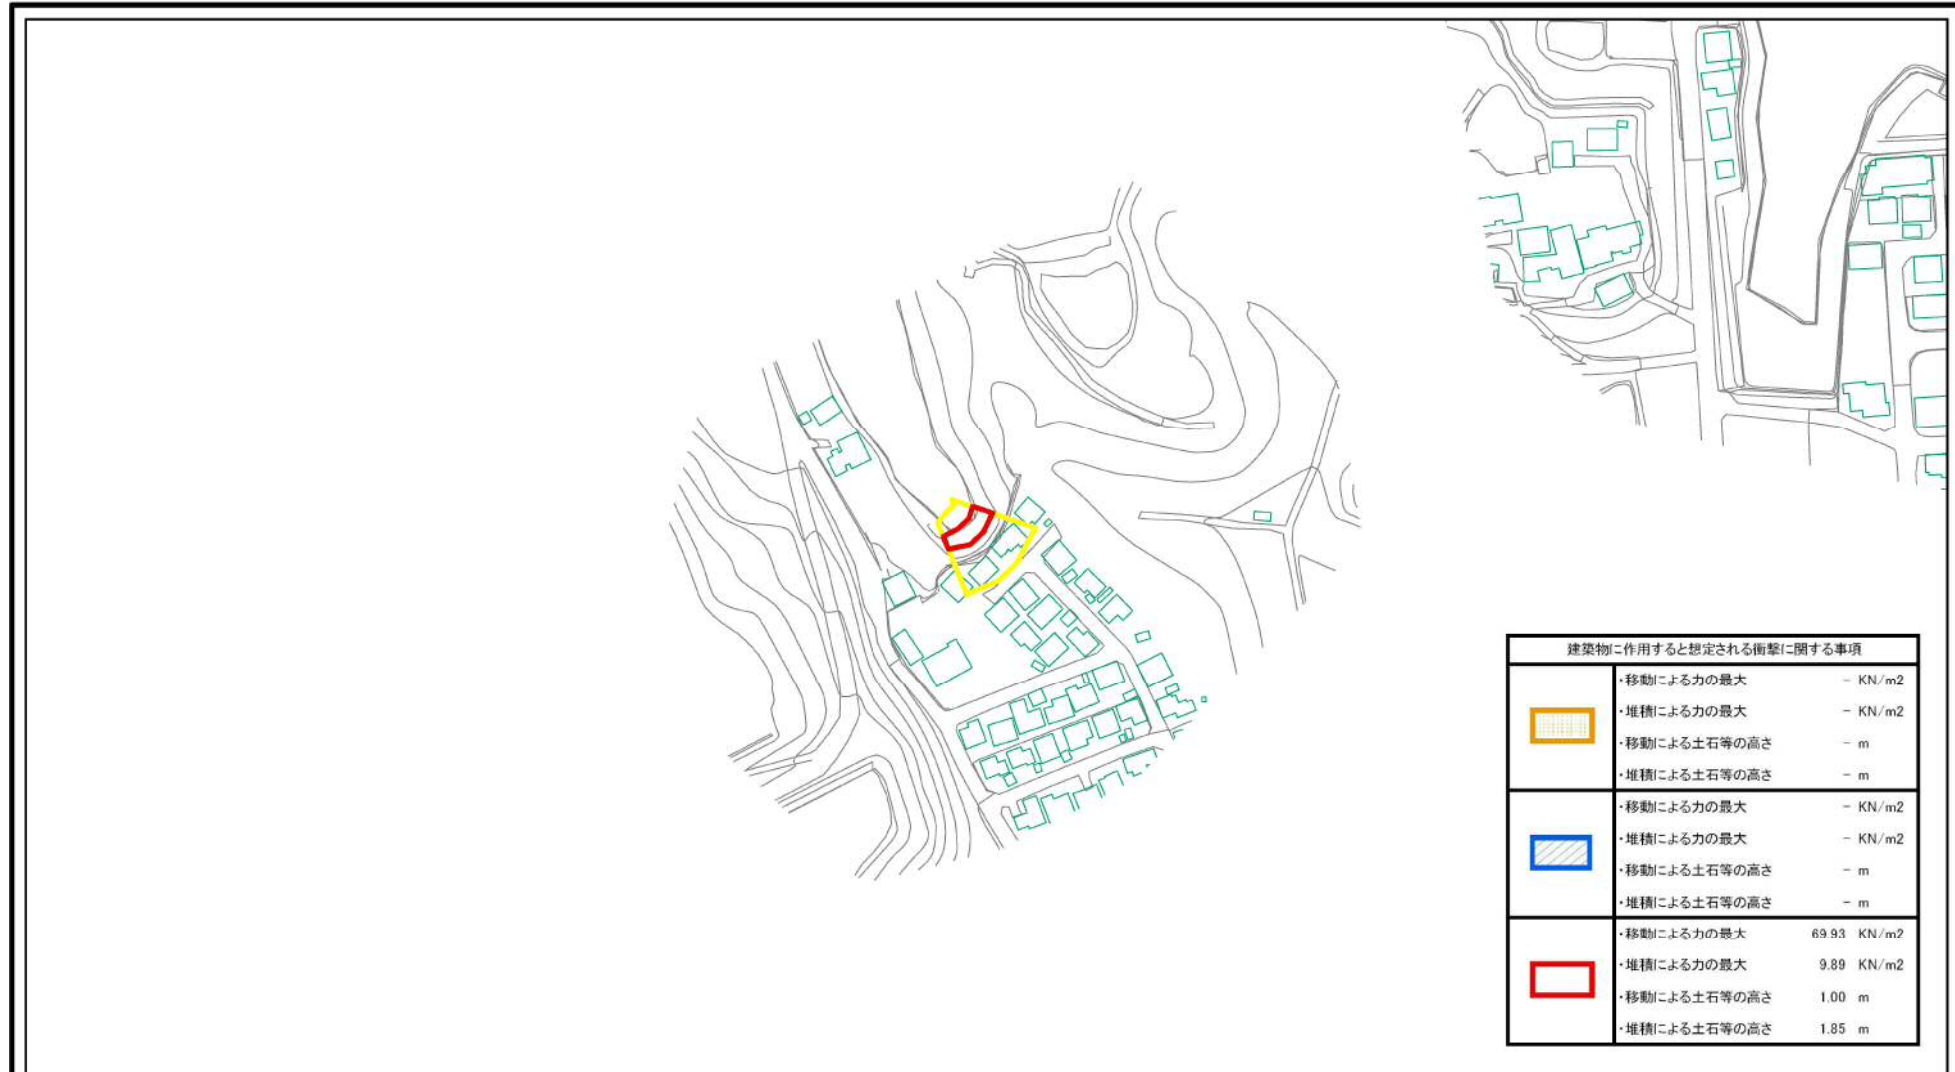 建築物に作用すると想定される衝撃に関する事項
・移動による力の最大 － KN/m2
・堆積による力の最大 － KN/m2
・移動による土石等の高さ － m
・堆積による土石等の高さ － m
・移動による力の最大 － KN/m2
・堆積による力の最大 － KN/m2
・移動による土石等の高さ － m
・堆積による土石等の高さ － m
・移動による力の最大 69.93 KN/m2
・堆積による力の最大 9.89 KN/m2
・移動による土石等の高さ 1.00 m
・堆積による土石等の高さ 1.85 m